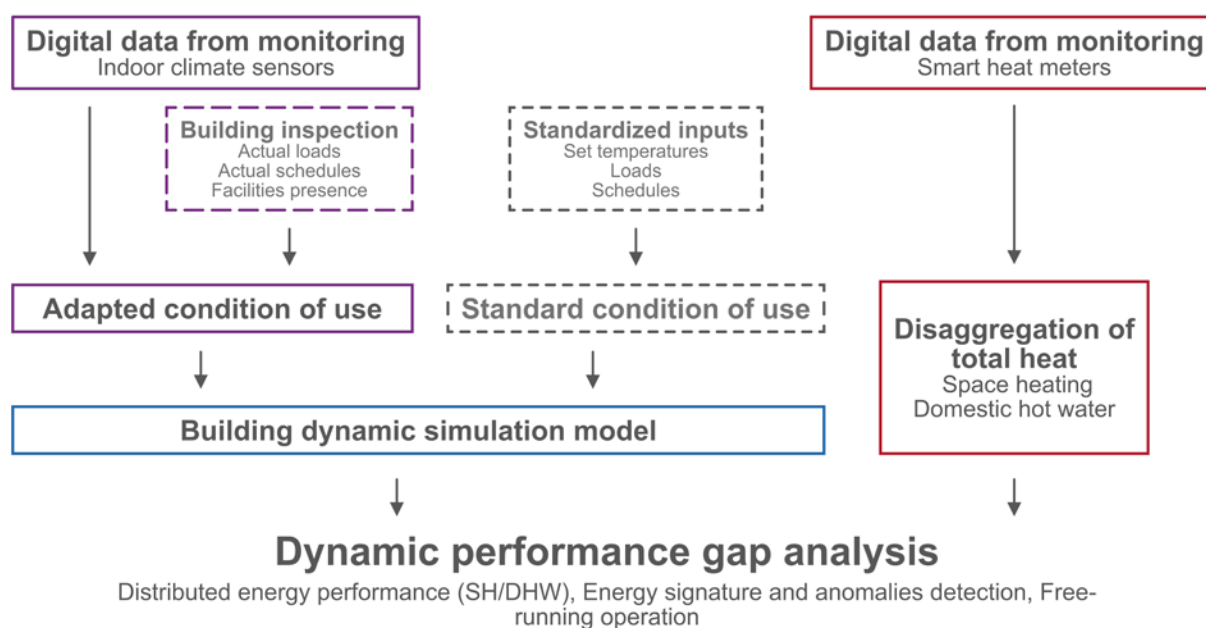 Digital data from monitoring
Indoor climate sensors
Digital data from monitoring
Smart heat meters
Building inspection
Actual loads
Actual schedules
Facilities presence
Standardized inputs
Set temperatures
Loads
Schedules
Adapted condition of use
Standard condition of use
Disaggregation of
total heat
Space heating
Domestic hot water
Building dynamic simulation model
Dynamic performance gap analysis
Distributed energy performance (SH/DHW), Energy signature and anomalies detection, Free-
running operation